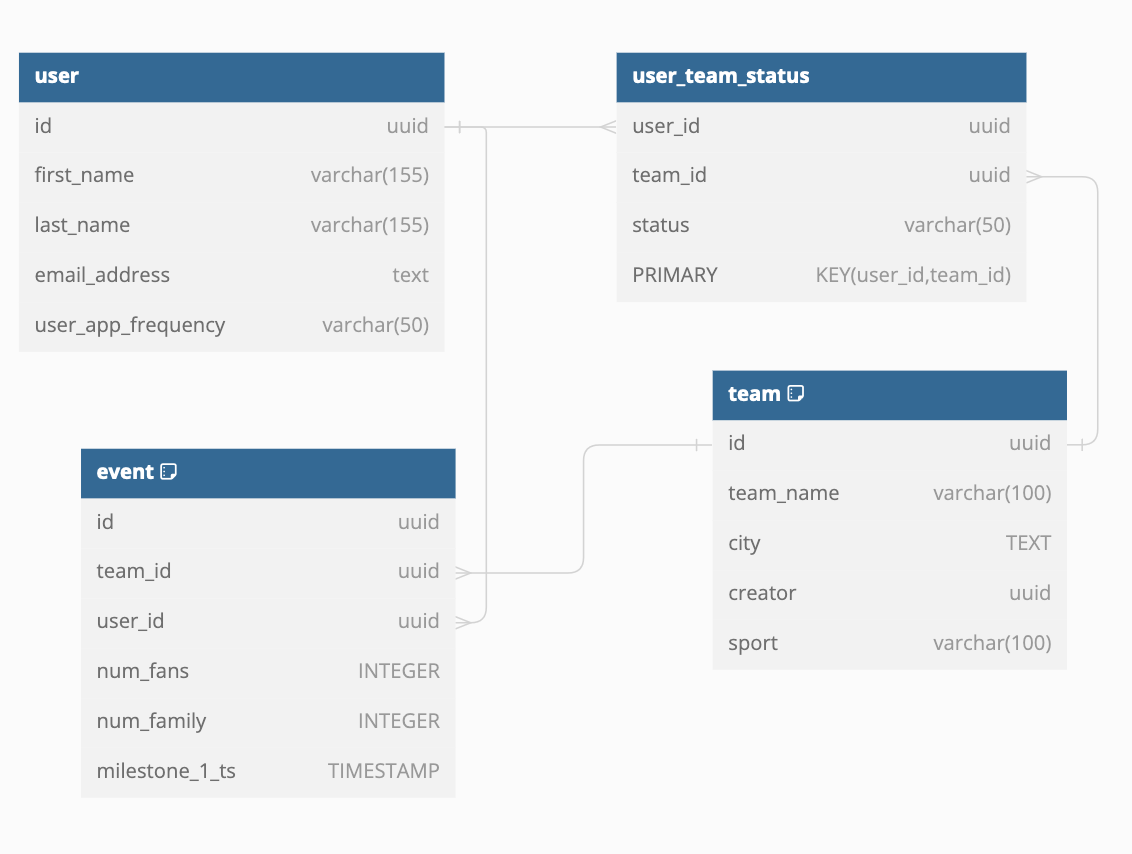 user
id uuid
first_name varchar(155)
last_name varchar(155)
email_address text
user_app_frequency varchar(50)
user_team_status
user_id uuid
team_id uuid
status varchar(50)
PRIMARY KEY(user_id,team_id)
team
id uuid
team_name varchar(100)
city TEXT
creator uuid
sport varchar(100)
event
id uuid
team_id uuid
user_id uuid
num_fans INTEGER
num_family INTEGER
milestone_1_ts TIMESTAMP